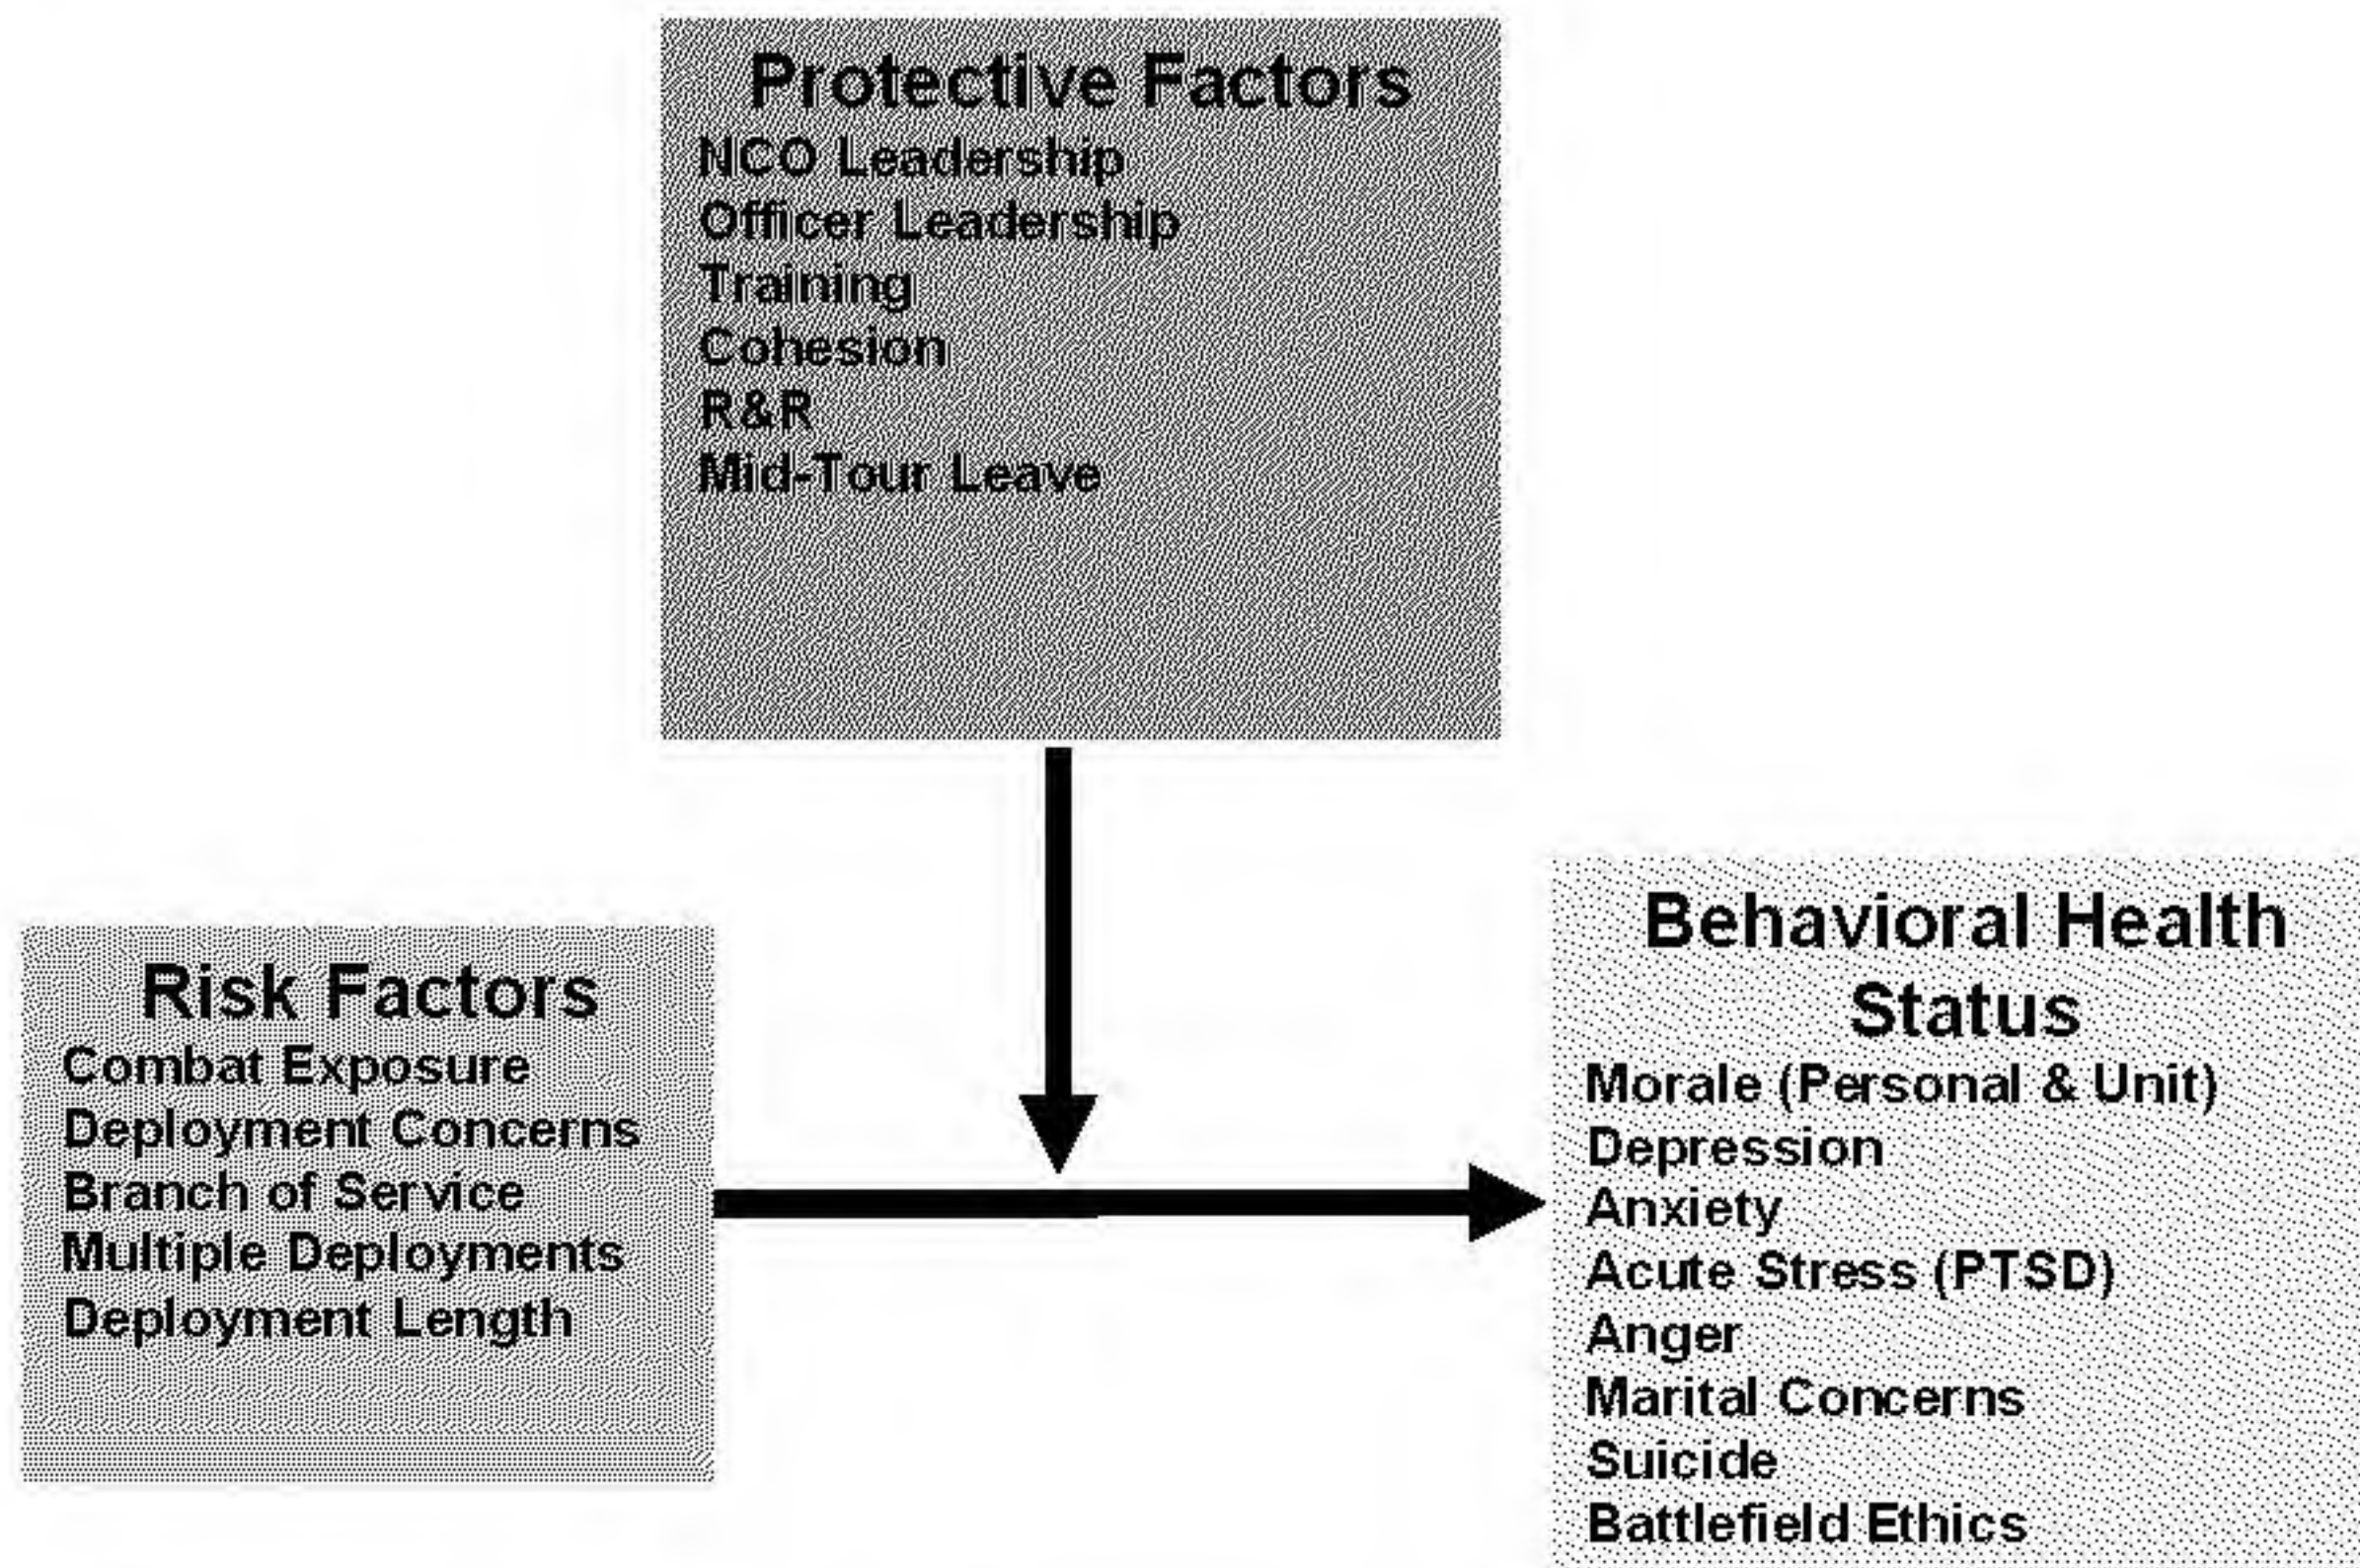 Protective Factors
NCO Leadership
Officer Leadership
Training
Cohesion
R&R
Mid-Tour Leave
Risk Factors
Combat Exposure
Deployment Concerns
Branch of Service
Multiple Deployments
Deployment Length
Behavioral Health
Status
Morale (Personal & Unit)
Depression
Anxiety
Acute Stress (PTSD)
Anger
Marital Concerns
Suicide
Battlefield Ethics